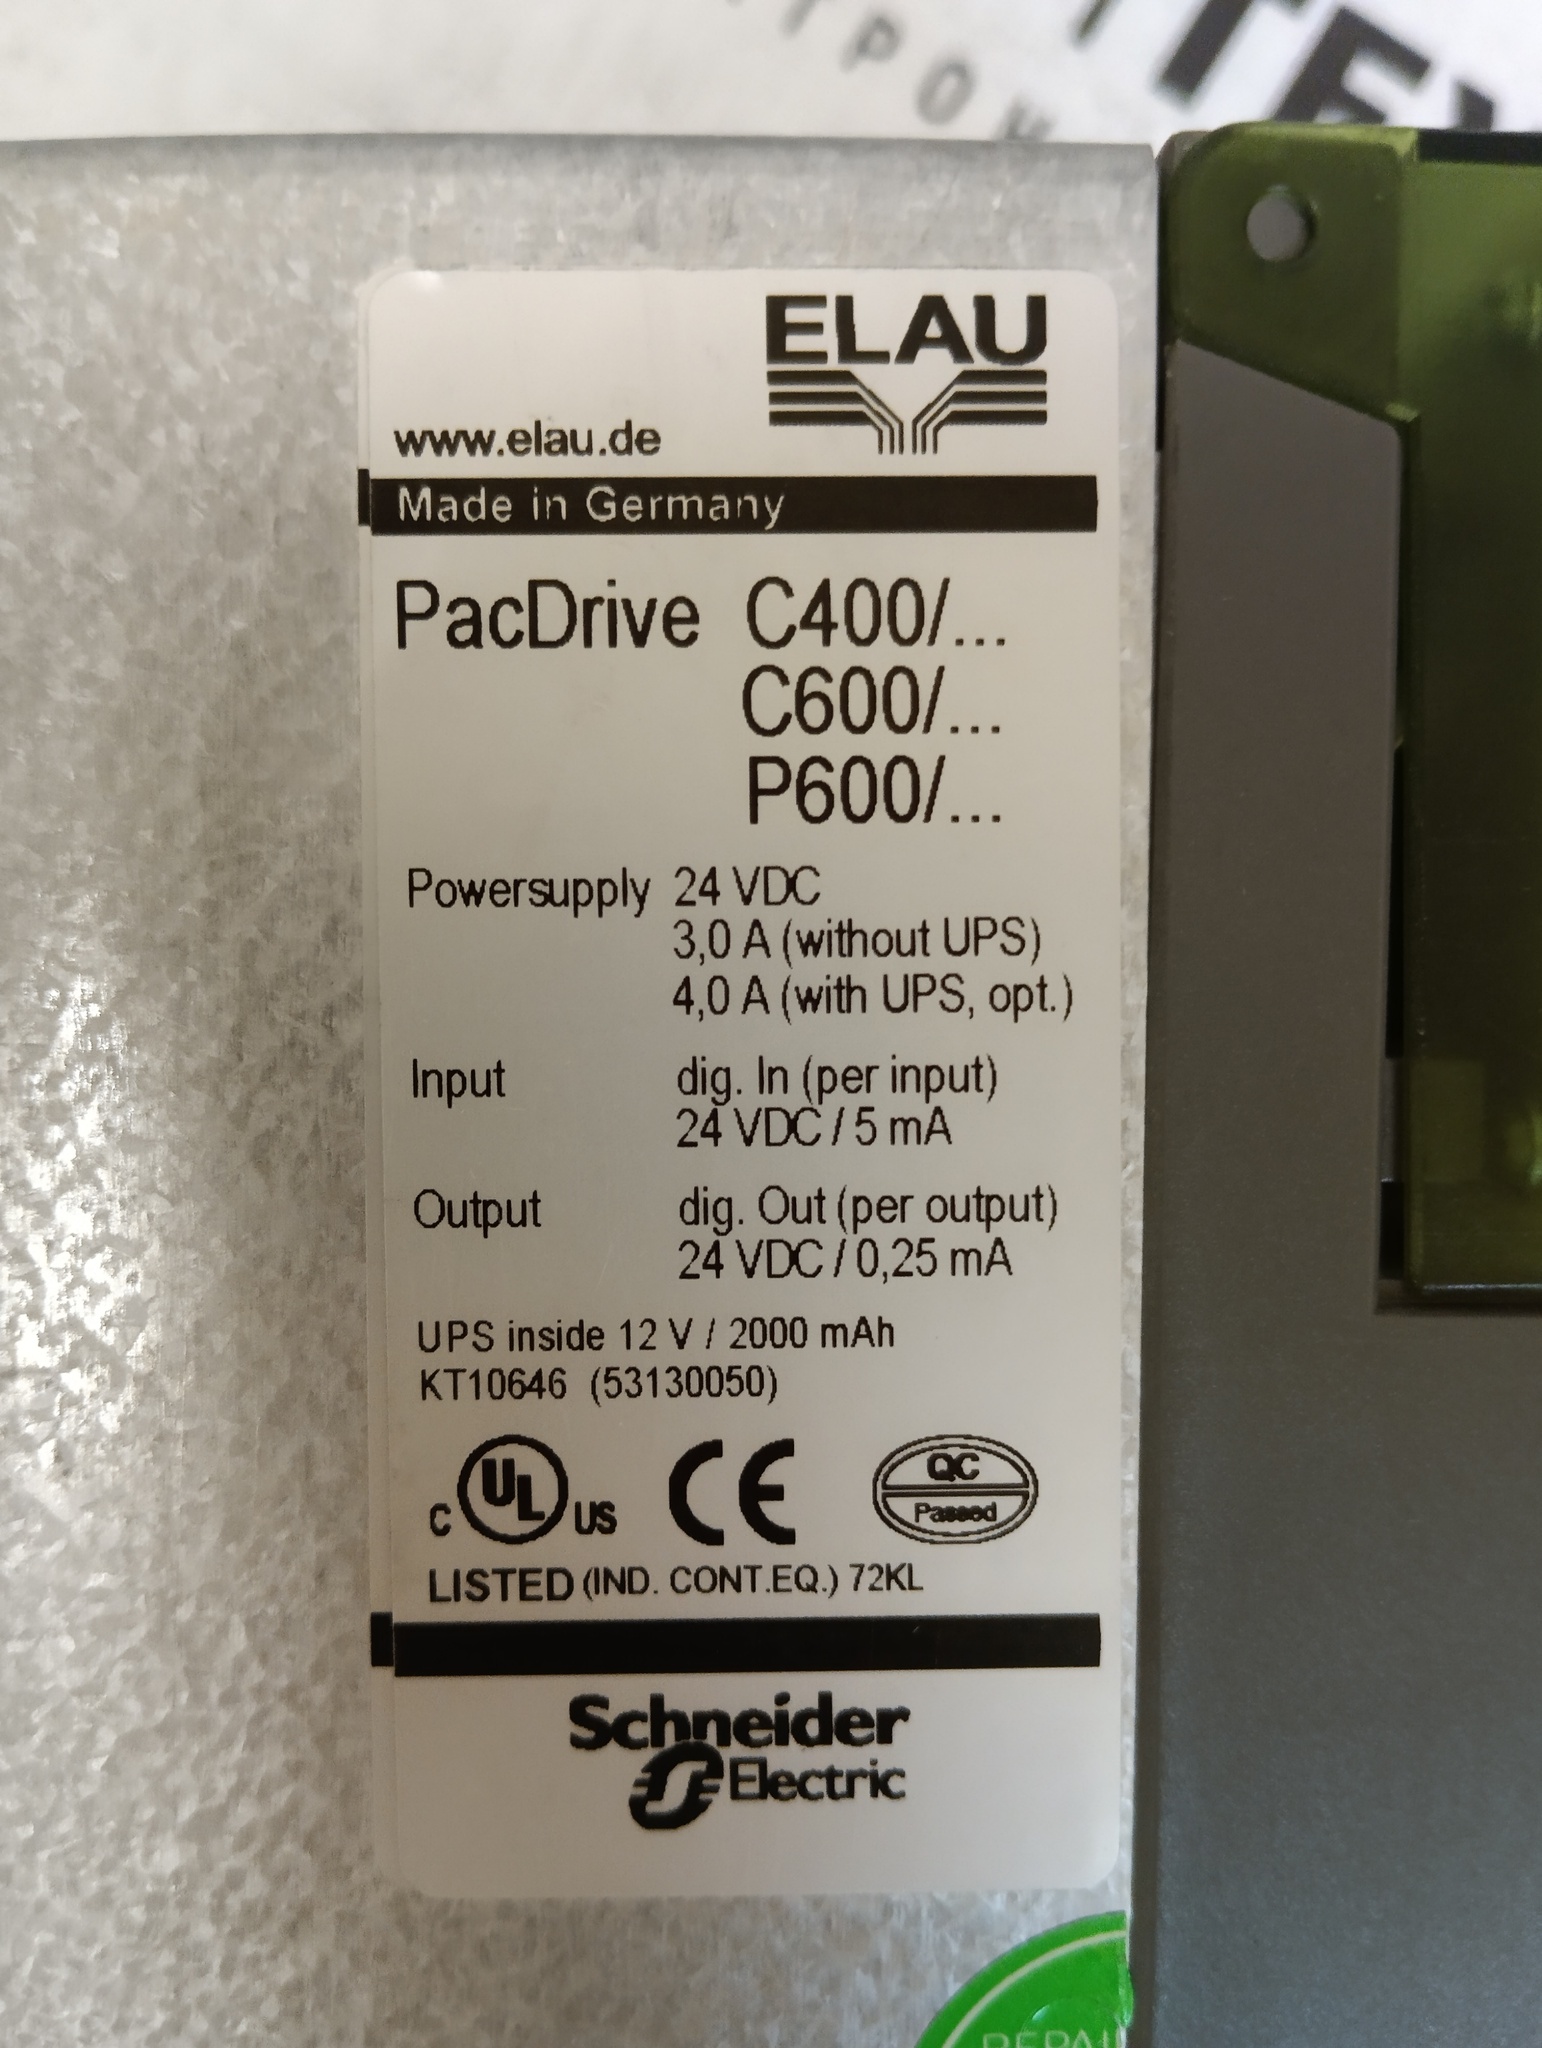 ELAU
www.elau.de
Made in Germany
PacDrive C400/...
C600/...
P600/...
Powersupply 24 VDC
3,0 A (without UPS)
4,0 A (with UPS, opt.)
Input dig. In (per input)
24 VDC / 5 mA
Output dig. Out (per output)
24 VDC / 0,25 mA
UPS inside 12 V / 2000 mAh
KT10646 (53130050)
C UL US CE QC
Passed
LISTED (IND. CONT.EQ.) 72KL
Schneider
Electric